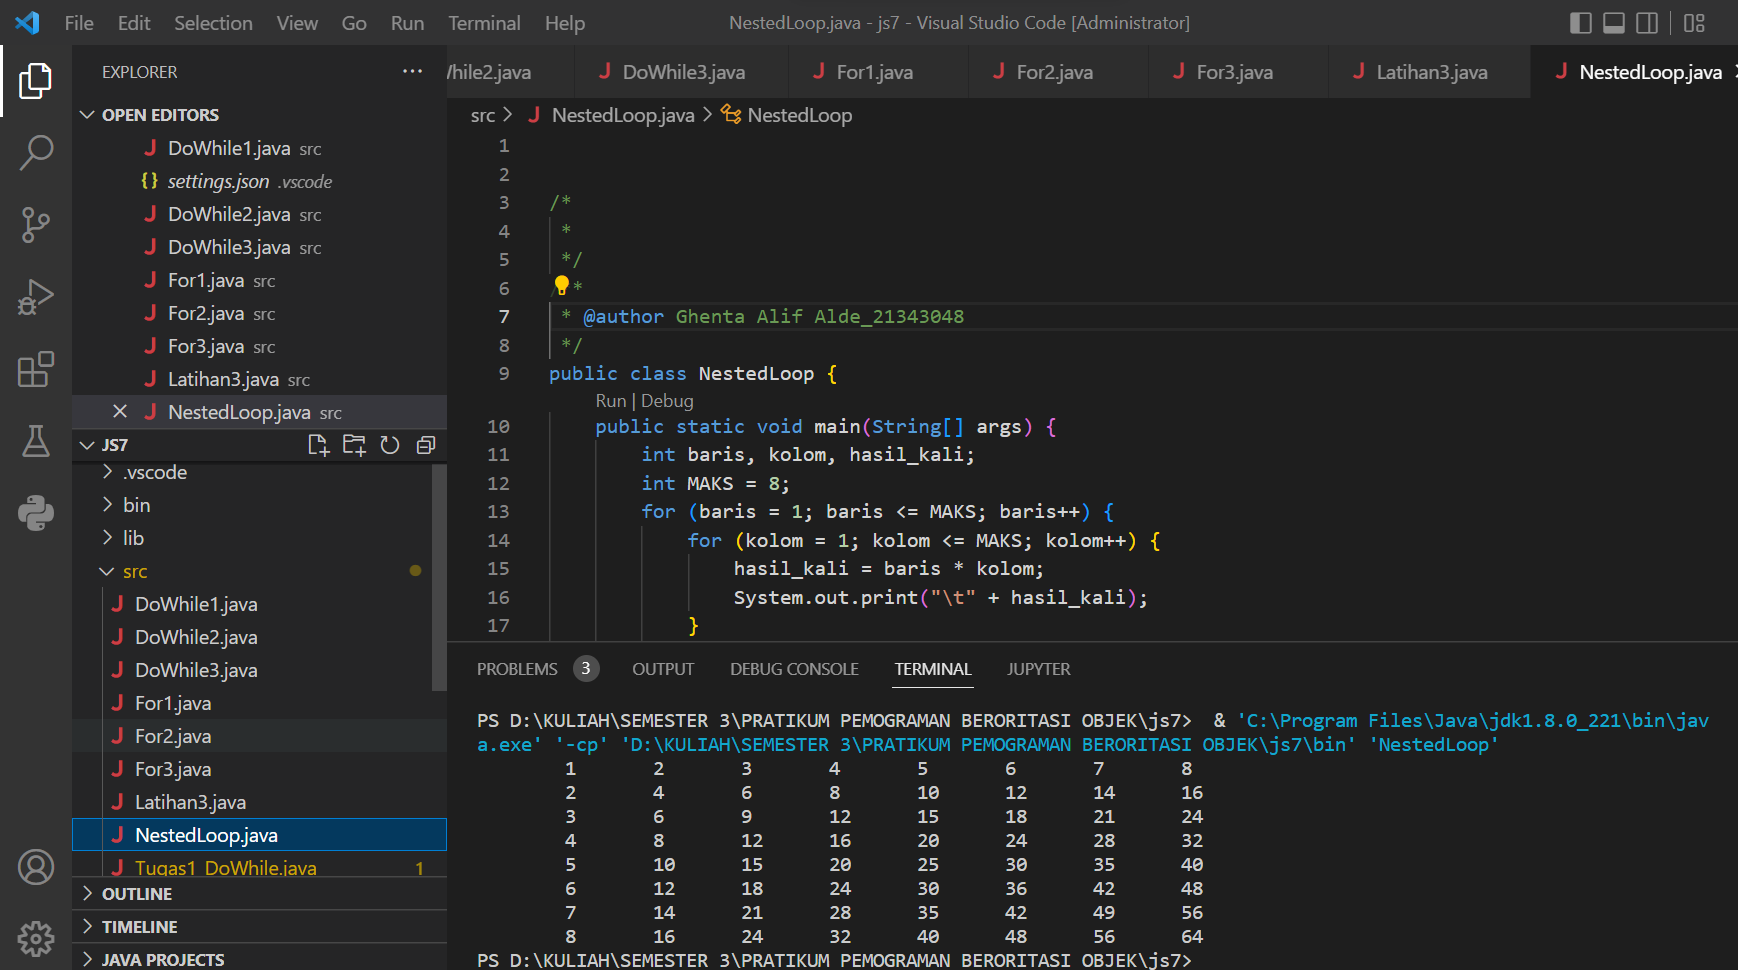 File Edit Selection View Go Run Terminal Help NestedLoop.java - js7 - Visual Studio Code [Administrator]
EXPLORER
OPEN EDITORS
DoWhile1.java src
{} settings.json .vscode
DoWhile2.java src
DoWhile3.java src
For1.java src
For2.java src
For3.java src
Latihan3.java src
NestedLoop.java src
JS7
.vscode
bin
lib
src
DoWhile1.java
DoWhile2.java
DoWhile3.java
For1.java
For2.java
For3.java
Latihan3.java
NestedLoop.java
Tugas1_DoWhile.java 1
OUTLINE
TIMELINE
JAVA PROJECTS
While2.java DoWhile3.java For1.java For2.java For3.java Latihan3.java NestedLoop.java
src > NestedLoop.java > NestedLoop
1
2
3 /*
4 *
5 */
6 *
7 * @author Ghenta Alif Alde_21343048
8 */
9 public class NestedLoop {
Run | Debug
10 public static void main(String[] args) {
11 int baris, kolom, hasil_kali;
12 int MAKS = 8;
13 for (baris = 1; baris <= MAKS; baris++) {
14 for (kolom = 1; kolom <= MAKS; kolom++) {
15 hasil_kali = baris * kolom;
16 System.out.print("\t" + hasil_kali);
17 }
PROBLEMS 3 OUTPUT DEBUG CONSOLE TERMINAL JUPYTER
PS D:\KULIAH\SEMESTER 3\PRATIKUM PEMOGRAMAN BERORITASI OBJEK\js7> & 'C:\Program Files\Java\jdk1.8.0_221\bin\jav
a.exe' '-cp' 'D:\KULIAH\SEMESTER 3\PRATIKUM PEMOGRAMAN BERORITASI OBJEK\js7\bin' 'NestedLoop'
1 2 3 4 5 6 7 8
2 4 6 8 10 12 14 16
3 6 9 12 15 18 21 24
4 8 12 16 20 24 28 32
5 10 15 20 25 30 35 40
6 12 18 24 30 36 42 48
7 14 21 28 35 42 49 56
8 16 24 32 40 48 56 64
PS D:\KULIAH\SEMESTER 3\PRATIKUM PEMOGRAMAN BERORITASI OBJEK\js7>